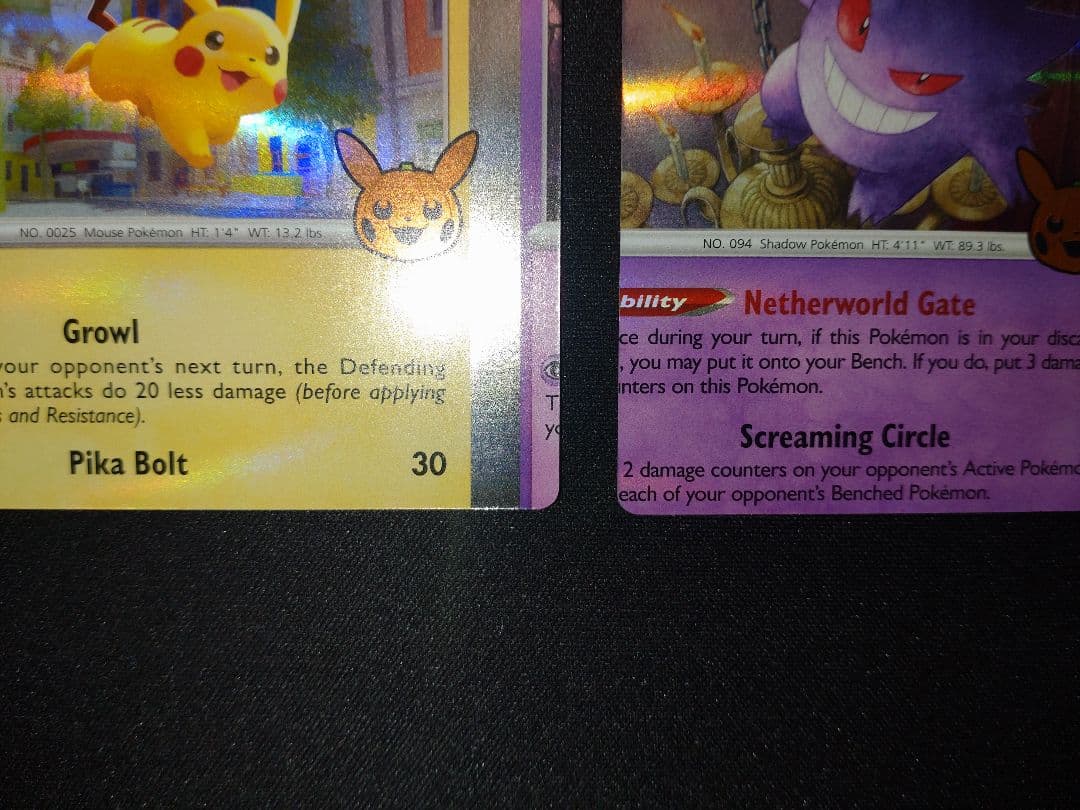 NO. 0025 Mouse Pokémon HT: 1'4" WT: 13.2 lbs.
Growl
your opponent's next turn, the Defending
's attacks do 20 less damage (before applying
and Resistance).
Pika Bolt 30
T
yo
NO. 094 Shadow Pokémon HT: 4'11" WT: 89.3 lbs.
bility Netherworld Gate
ce during your turn, if this Pokémon is in your disc
, you may put it onto your Bench. If you do, put 3 dama
nters on this Pokémon.
Screaming Circle
2 damage counters on your opponent's Active Pokémo
each of your opponent's Benched Pokémon.